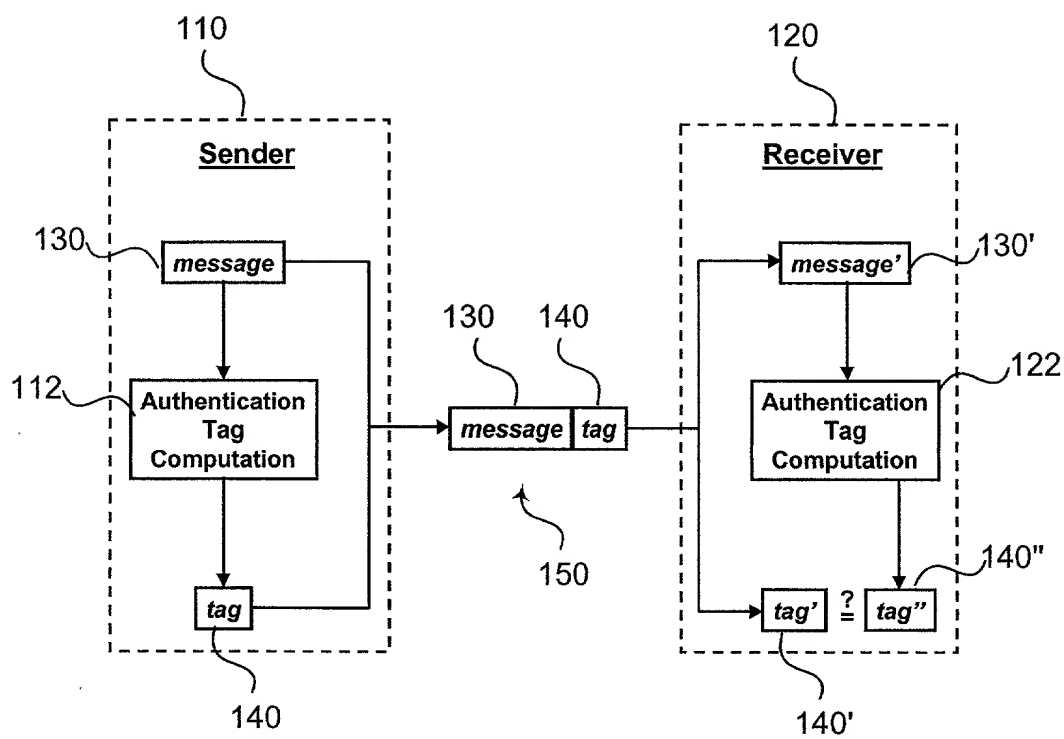 110
120
Sender
Receiver
130
message
message’
130'
130
140
112
Authentication
Tag
Computation
message
tag
Authentication
Tag
Computation
122
150
140"
tag
tag’
?
=
tag’’
140
140'